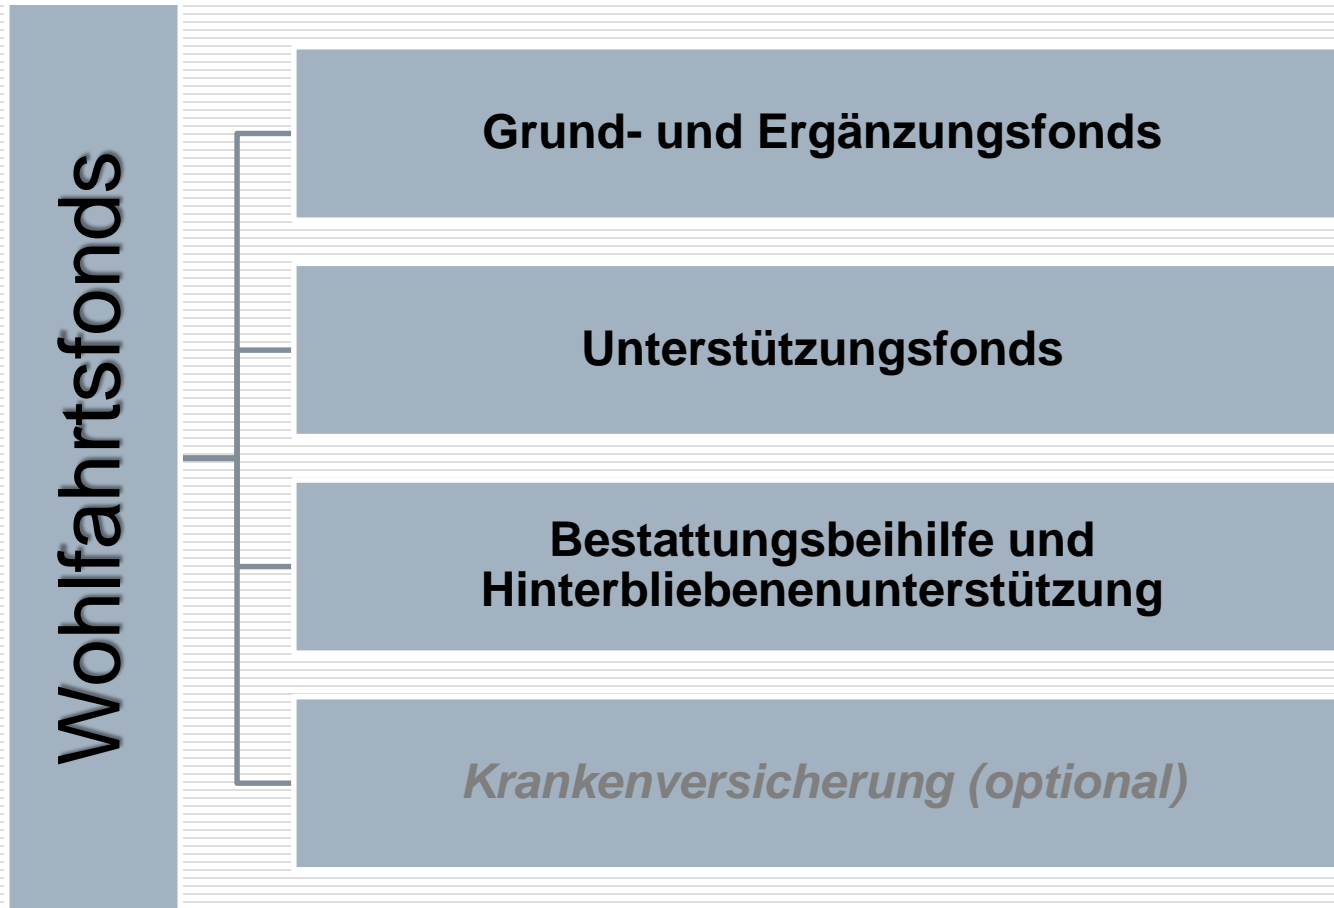 Wohlfahrtsfonds
Grund- und Ergänzungsfonds
Unterstützungsfonds
Bestattungsbeihilfe und
Hinterbliebenenunterstützung
Krankenversicherung (optional)